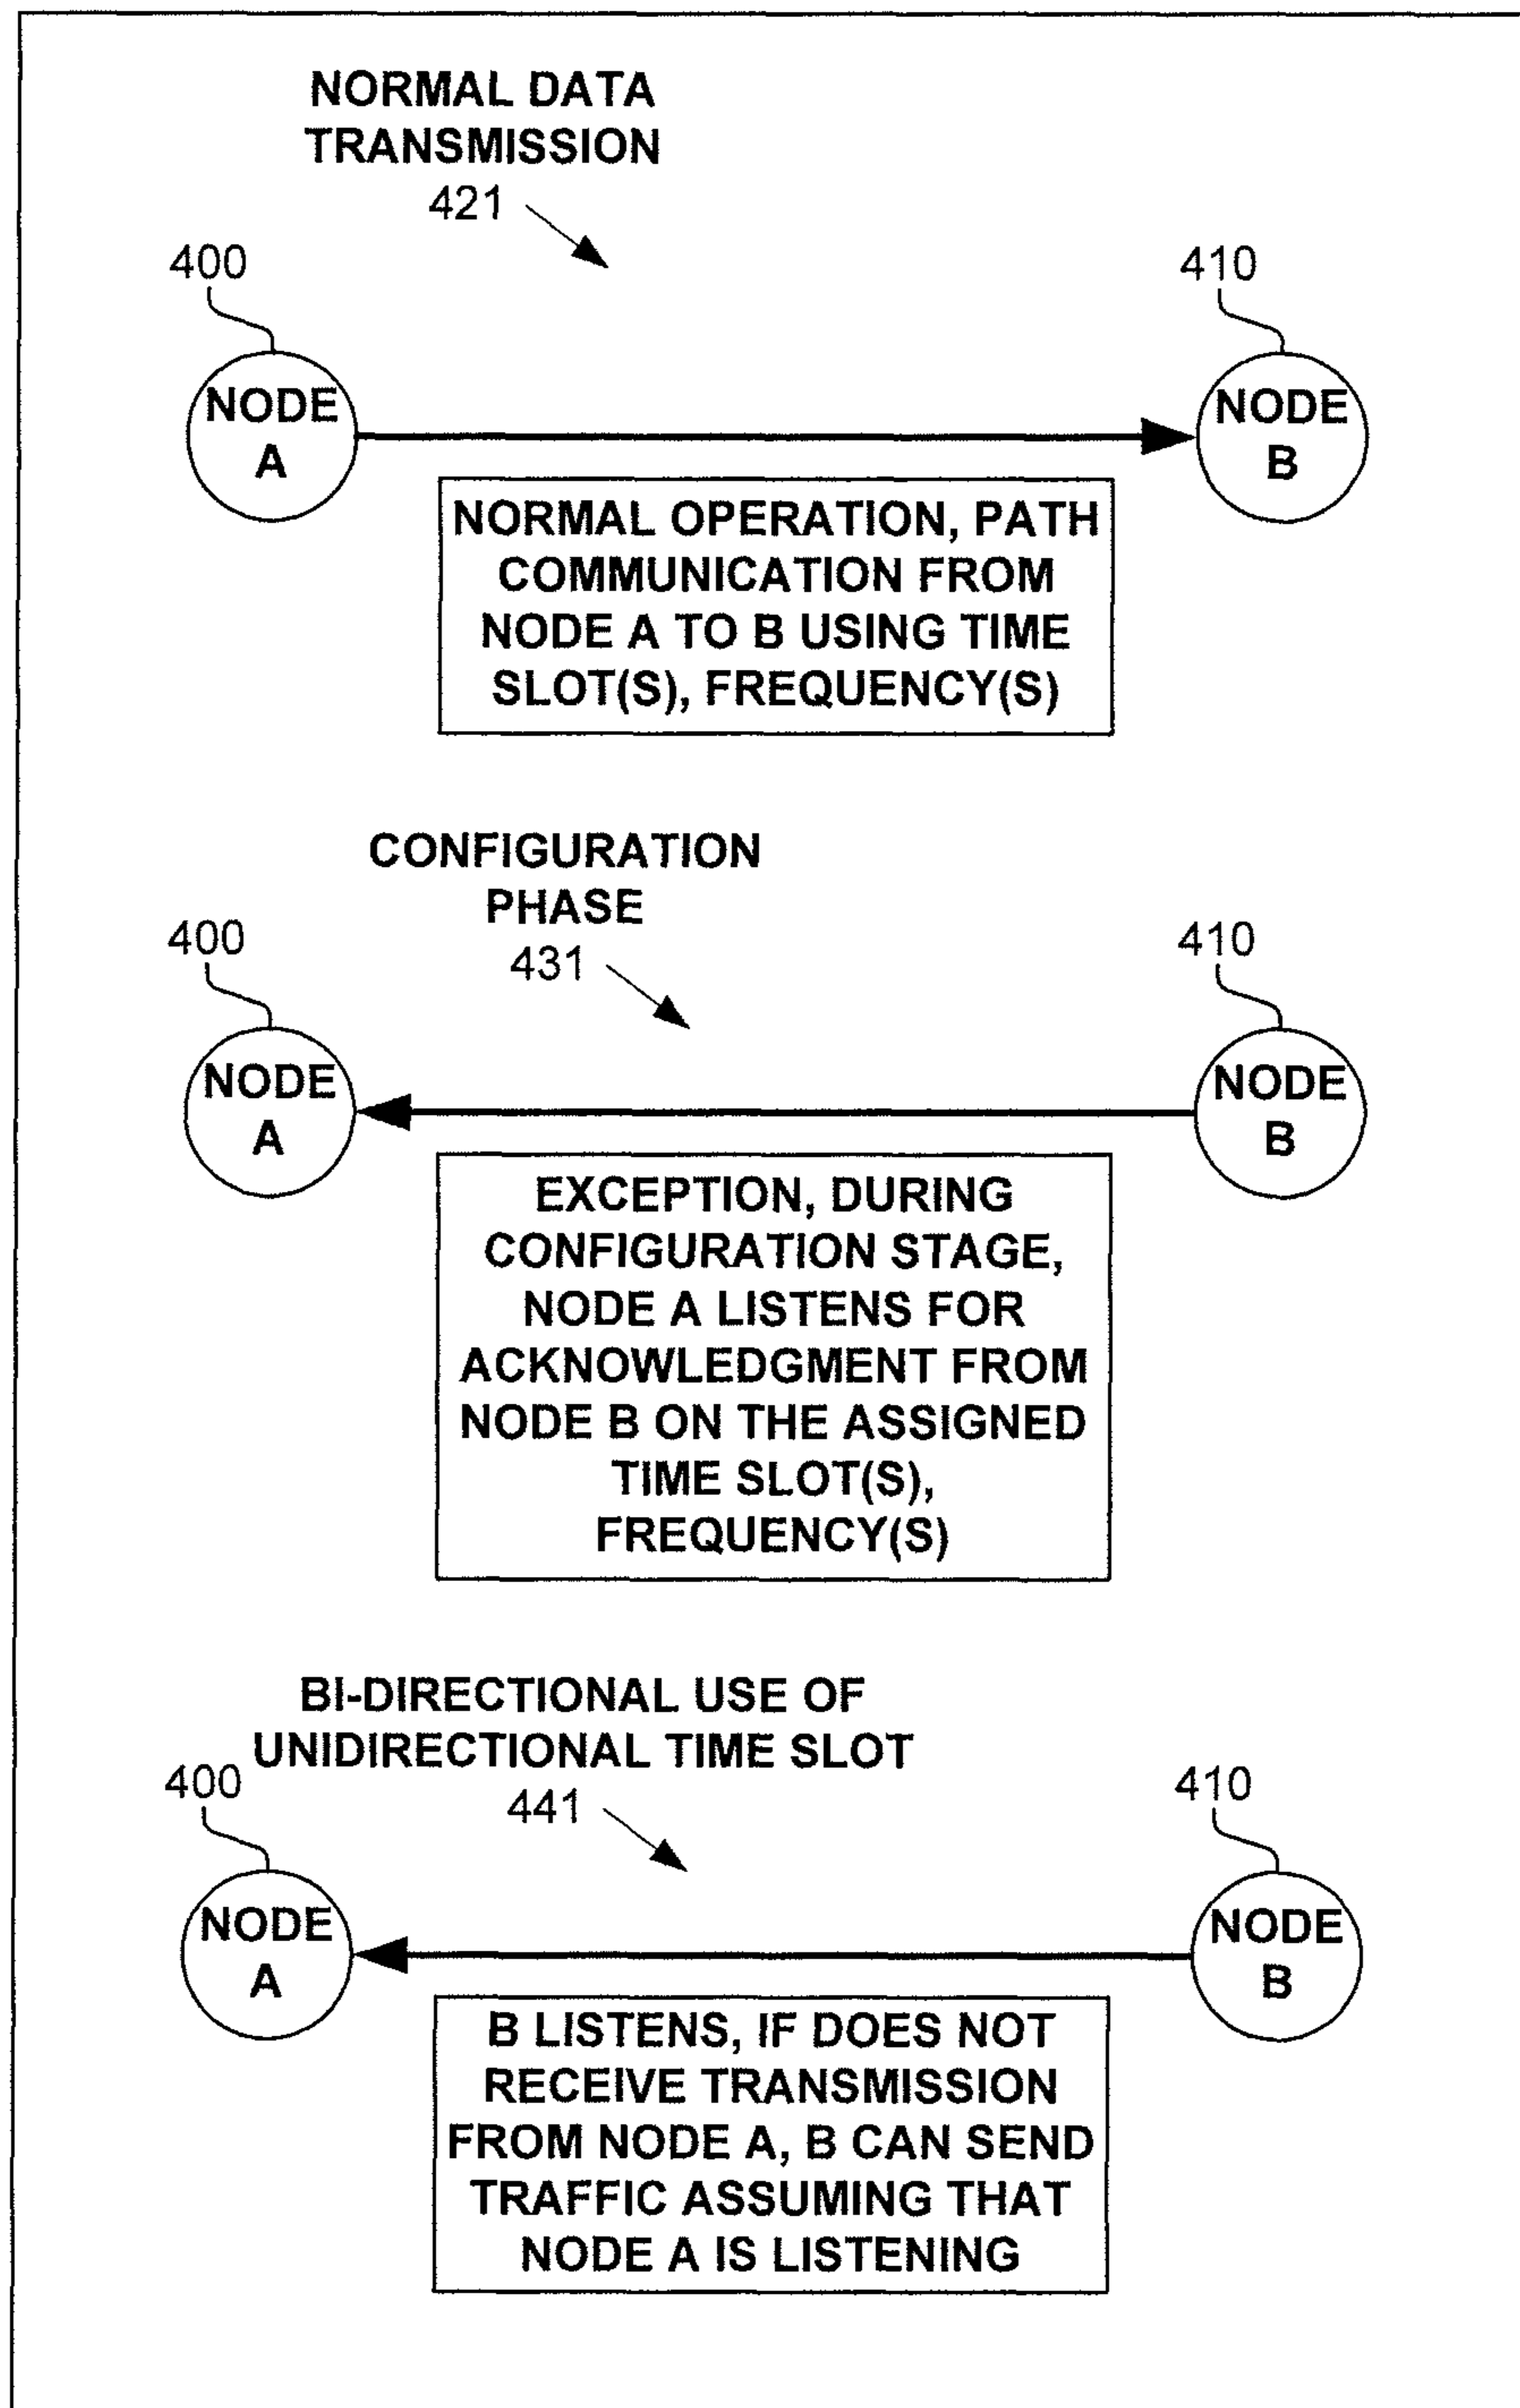 NORMAL DATA
TRANSMISSION
421
400
410
NODE
A
NODE
B
NORMAL OPERATION, PATH
COMMUNICATION FROM
NODE A TO B USING TIME
SLOT(S), FREQUENCY(S)
CONFIGURATION
PHASE
431
400
410
NODE
A
NODE
B
EXCEPTION, DURING
CONFIGURATION STAGE,
NODE A LISTENS FOR
ACKNOWLEDGMENT FROM
NODE B ON THE ASSIGNED
TIME SLOT(S),
FREQUENCY(S)
BI-DIRECTIONAL USE OF
UNIDIRECTIONAL TIME SLOT
441
400
410
NODE
A
NODE
B
B LISTENS, IF DOES NOT
RECEIVE TRANSMISSION
FROM NODE A, B CAN SEND
TRAFFIC ASSUMING THAT
NODE A IS LISTENING